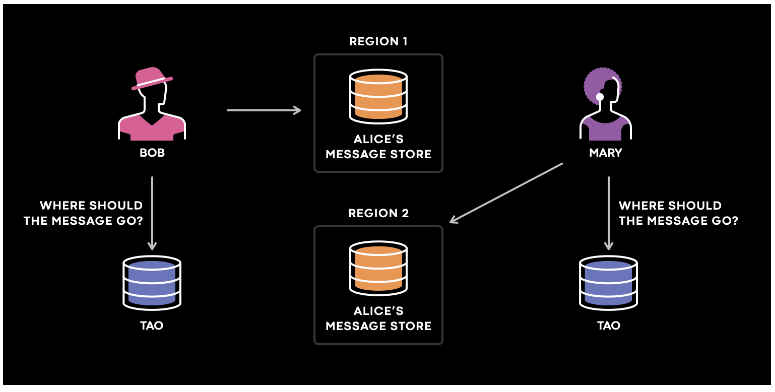 REGION 1
ALICE'S
MESSAGE STORE
BOB
MARY
WHERE SHOULD
THE MESSAGE GO?
WHERE SHOULD
THE MESSAGE GO?
REGION 2
ALICE'S
MESSAGE STORE
TAO
TAO